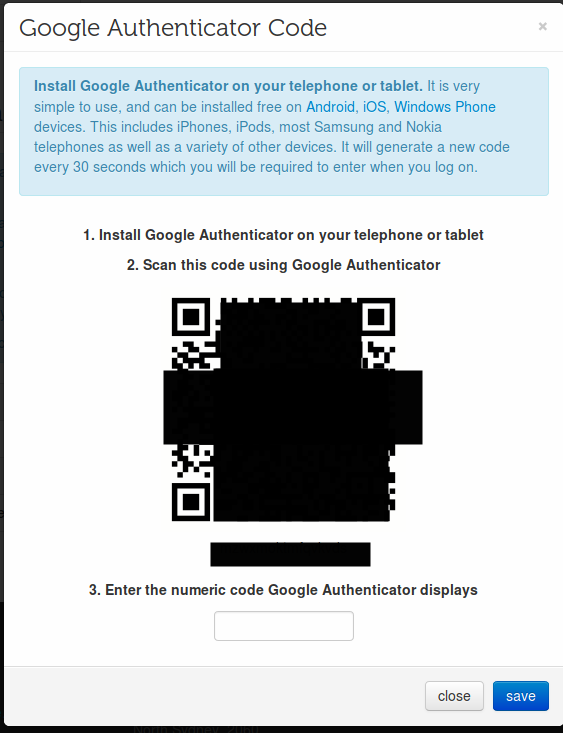 Google Authenticator Code
×
Install Google Authenticator on your telephone or tablet. It is very
simple to use, and can be installed free on Android, iOS, Windows Phone
devices. This includes iPhones, iPods, most Samsung and Nokia
telephones as well as a variety of other devices. It will generate a new code
every 30 seconds which you will be required to enter when you log on.
1. Install Google Authenticator on your telephone or tablet
2. Scan this code using Google Authenticator
3. Enter the numeric code Google Authenticator displays
close save